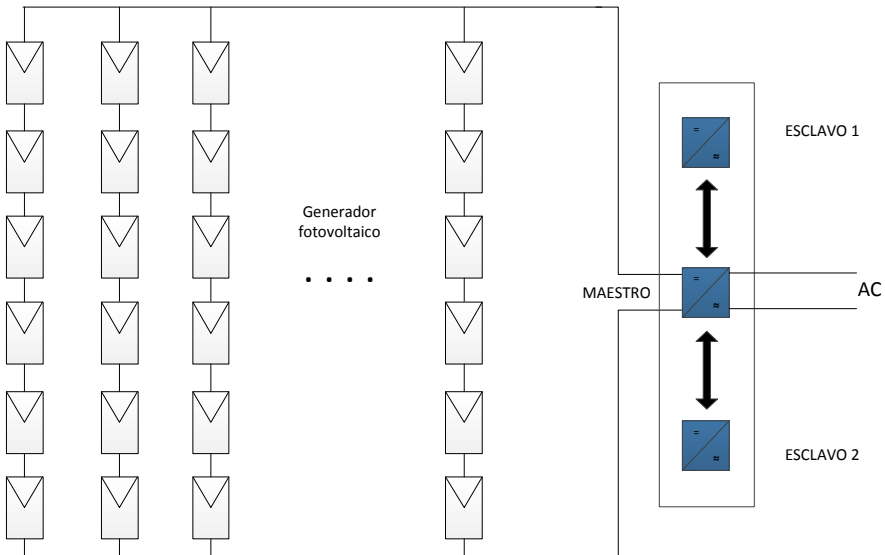 ESCLAVO 1
Generador
fotovoltaico
. . . .
MAESTRO
AC
ESCLAVO 2
=
≈
=
≈
=
≈